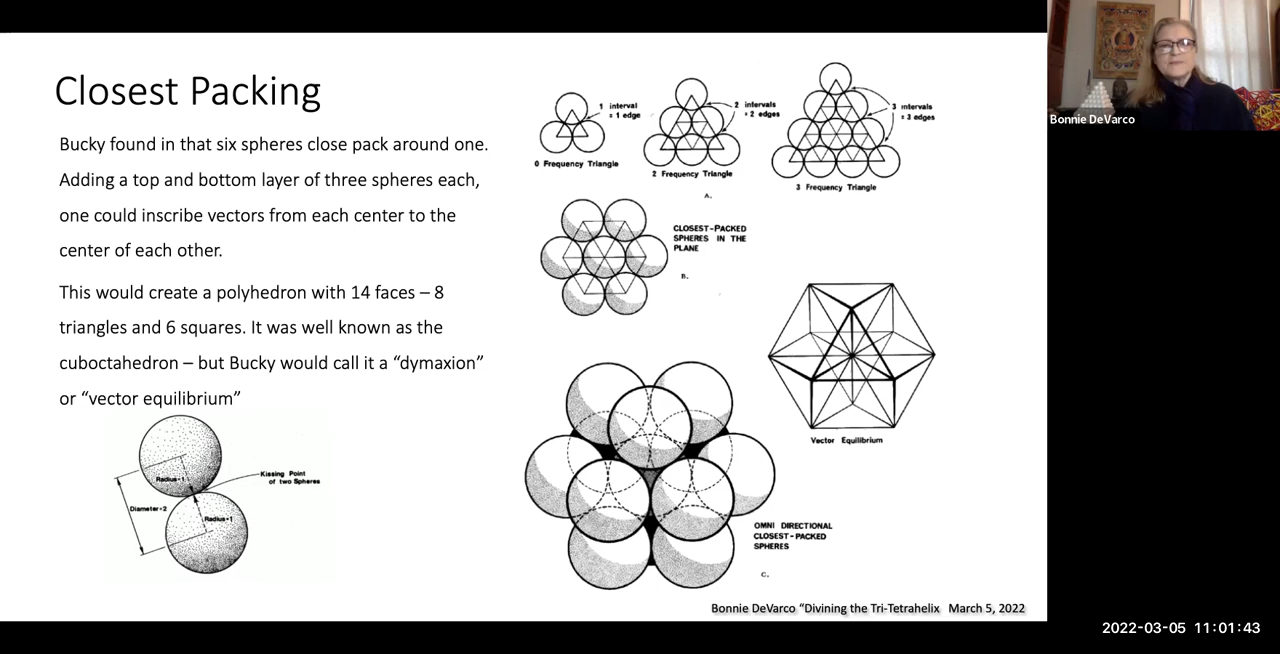 Closest Packing
Bucky found in that six spheres close pack around one.
Adding a top and bottom layer of three spheres each,
one could inscribe vectors from each center to the
center of each other.
This would create a polyhedron with 14 faces – 8
triangles and 6 squares. It was well known as the
cuboctahedron – but Bucky would call it a “dymaxion”
or “vector equilibrium”
Radius=1
Diameter=2
Radius=1
Kissing Point
of two Spheres
1 interval
= 1 edge
0 Frequency Triangle
2 intervals
= 2 edges
2 Frequency Triangle
3 intervals
= 3 edges
3 Frequency Triangle
A.
CLOSEST-PACKED
SPHERES IN THE
PLANE
B.
Vector Equilibrium
OMNI DIRECTIONAL
CLOSEST-PACKED
SPHERES
C.
Bonnie DeVarco “Divining the Tri-Tetrahelix March 5, 2022
Bonnie DeVarco
2022-03-05 11:01:43